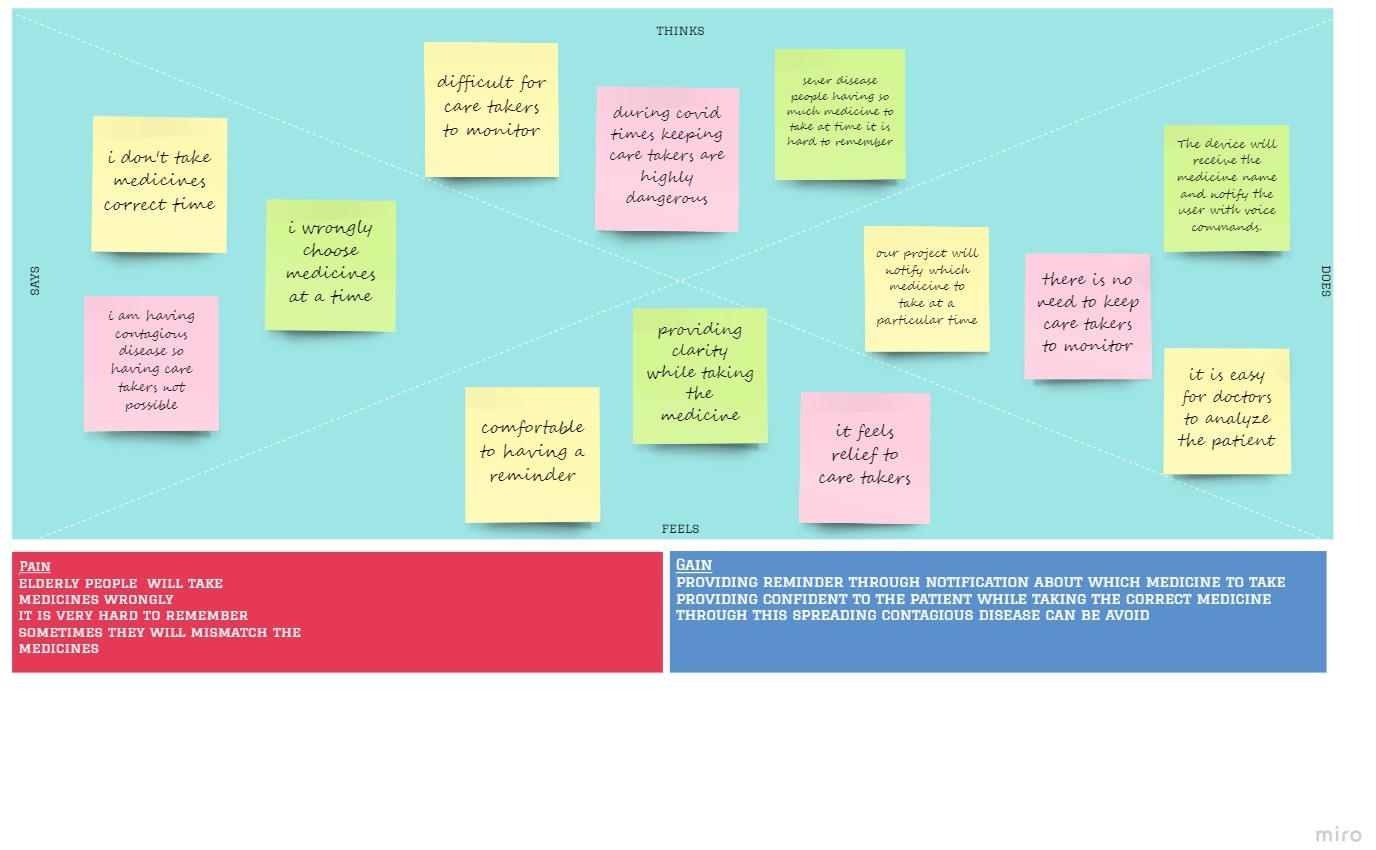 THINKS
difficult for
care takers
to monitor
during covid
times keeping
care takers are
highly
dangerous
sever disease
people having so
much medicine to
take at time it is
hard to remember
SAYS
i don't take
medicines
correct time
i wrongly
choose
medicines
at a time
i am having
contagious
disease so
having care
takers not
possible
DOES
The device will
receive the
medicine name
and notify the
user with voice
commands.
our project will
notify which
medicine to
take at a
particular time
there is no
need to keep
care takers
to monitor
it is easy
for doctors
to analyze
the patient
providing
clarity
while taking
the
medicine
comfortable
to having a
reminder
it feels
relief to
care takers
FEELS
Pain
ELDERLY PEOPLE WILL TAKE
MEDICINES WRONGLY
IT IS VERY HARD TO REMEMBER
SOMETIMES THEY WILL MISMATCH THE
MEDICINES
Gain
PROVIDING REMINDER THROUGH NOTIFICATION ABOUT WHICH MEDICINE TO TAKE
PROVIDING CONFIDENT TO THE PATIENT WHILE TAKING THE CORRECT MEDICINE
THROUGH THIS SPREADING CONTAGIOUS DISEASE CAN BE AVOID
miro